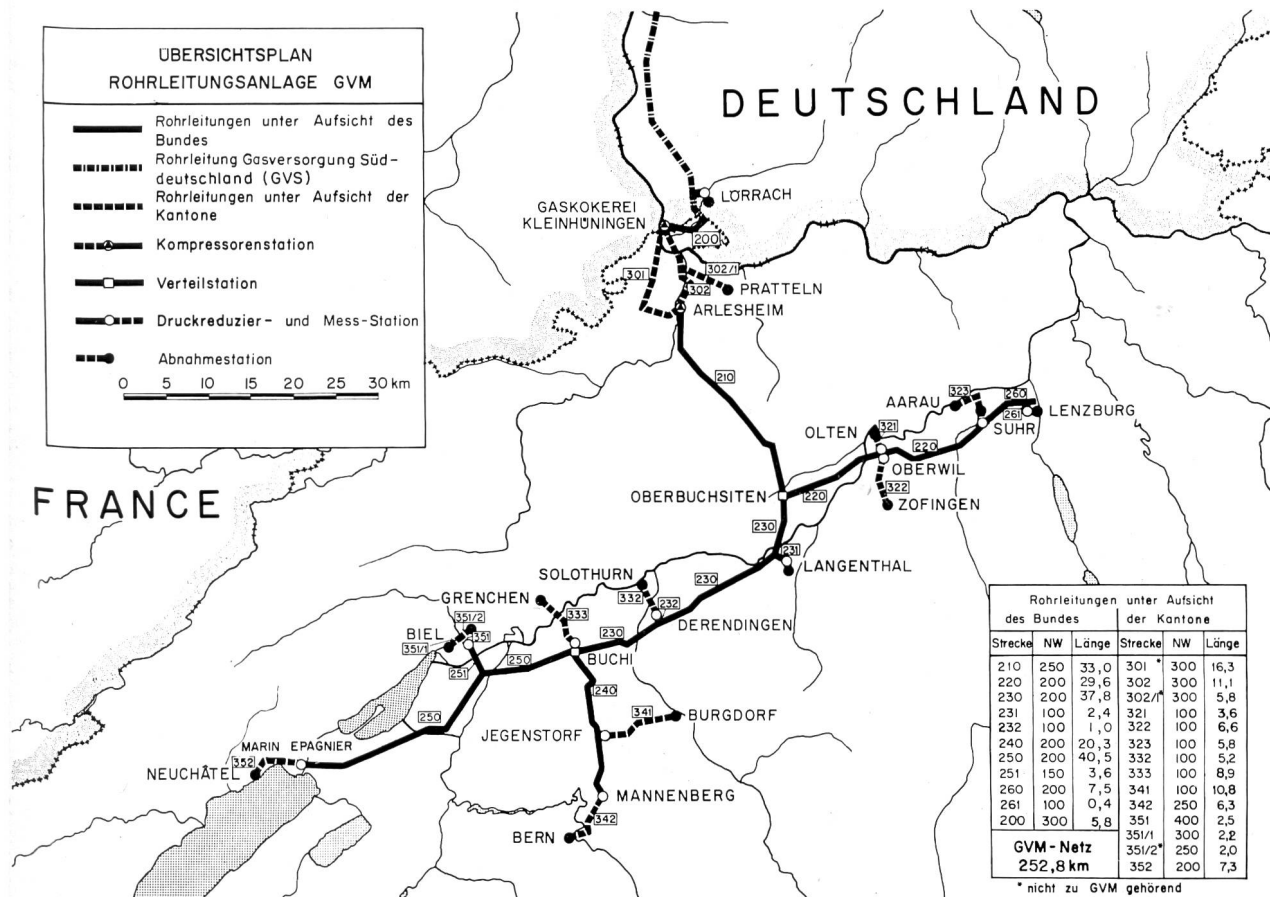 ÜBERSICHTSPLAN
ROHRLEITUNGSANLAGE GVM
Rohrleitungen unter Aufsicht des
Bundes
Rohrleitung Gasversorgung Süd-
deutschland (GVS)
Rohrleitungen unter Aufsicht der
Kantone
Kompressorenstation
Verteilstation
Druckreduzier- und Mess-Station
Abnahmestation
0 5 10 15 20 25 30 km
DEUTSCHLAND
FRANCE
LÖRRACH
GASKOKEREI
KLEINHÜNINGEN
200
301
302/1
302
PRATTELN
ARLESHEIM
210
323
260
AARAU
261
LENZBURG
SUHR
OLTEN
321
220
OBERWIL
322
ZOFINGEN
OBERBUCHSITEN
220
230
231
LANGENTHAL
SOLOTHURN
332
230
232
DERENDINGEN
GRENCHEN
333
351/2
BIEL
351
351/1
230
BUCHI
250
251
240
250
341
BURGDORF
JEGENSTORF
MARIN EPAGNIER
352
NEUCHÂTEL
MANNENBERG
342
BERN
Rohrleitungen unter Aufsicht
des Bundes der Kantone
Strecke NW Länge Strecke NW Länge
210 250 33,0 301 * 300 16,3
220 200 29,6 302 300 11,1
230 200 37,8 302/1* 300 5,8
231 100 2,4 321 100 3,6
232 100 1,0 322 100 6,6
240 200 20,3 323 100 5,8
250 200 40,5 332 100 5,2
251 150 3,6 333 100 8,9
260 200 7,5 341 100 10,8
261 100 0,4 342 250 6,3
200 300 5,8 351 400 2,5
351/1 300 2,2
GVM-Netz 351/2* 250 2,0
252,8 km 352 200 7,3
* nicht zu GVM gehörend